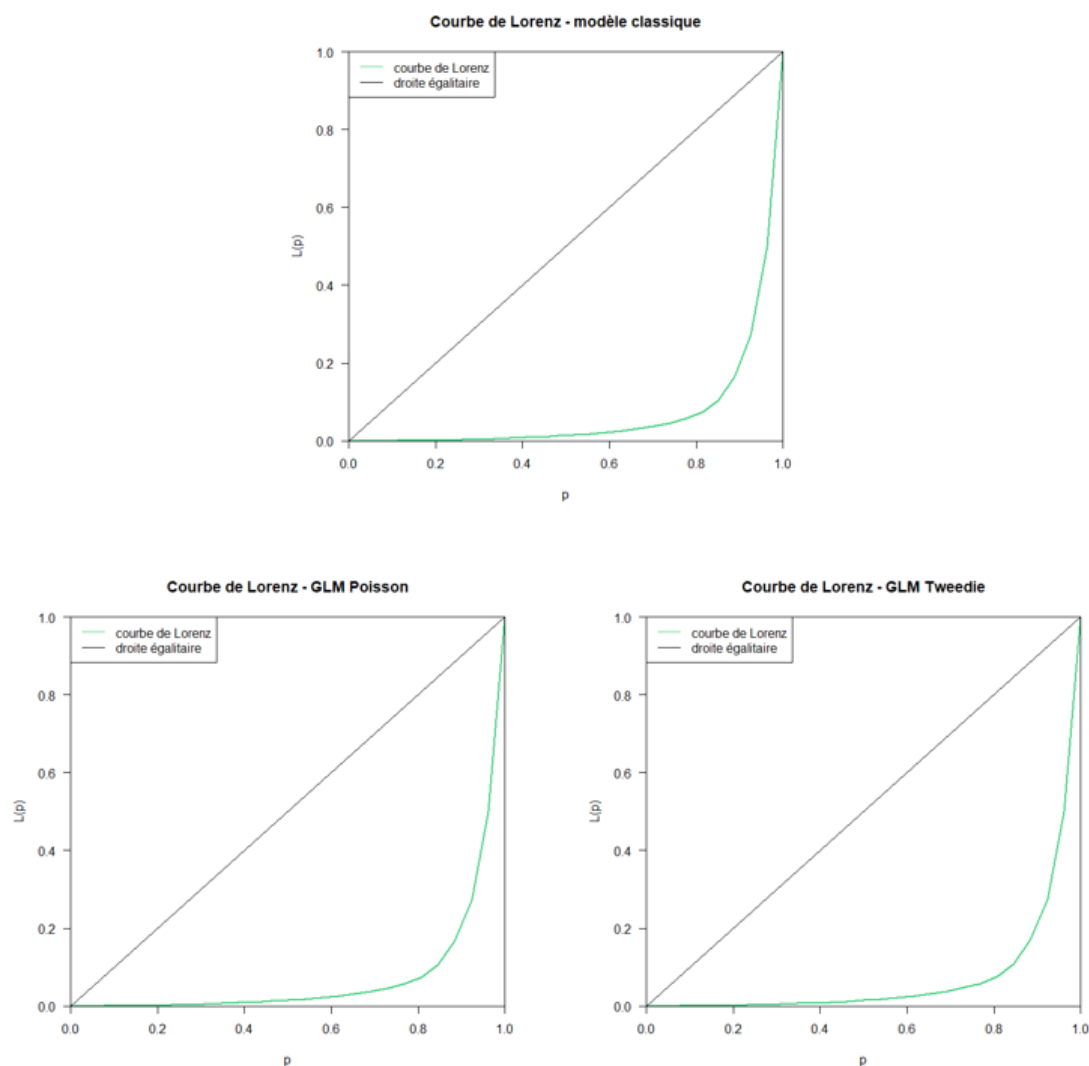 Courbe de Lorenz - modèle classique
courbe de Lorenz
droite égalitaire
1.0
0.8
0.6
0.4
0.2
0.0
L(p)
0.0 0.2 0.4 0.6 0.8 1.0
p
Courbe de Lorenz - GLM Poisson
courbe de Lorenz
droite égalitaire
1.0
0.8
0.6
0.4
0.2
0.0
L(p)
0.0 0.2 0.4 0.6 0.8 1.0
p
Courbe de Lorenz - GLM Tweedie
courbe de Lorenz
droite égalitaire
1.0
0.8
0.6
0.4
0.2
0.0
L(p)
0.0 0.2 0.4 0.6 0.8 1.0
p